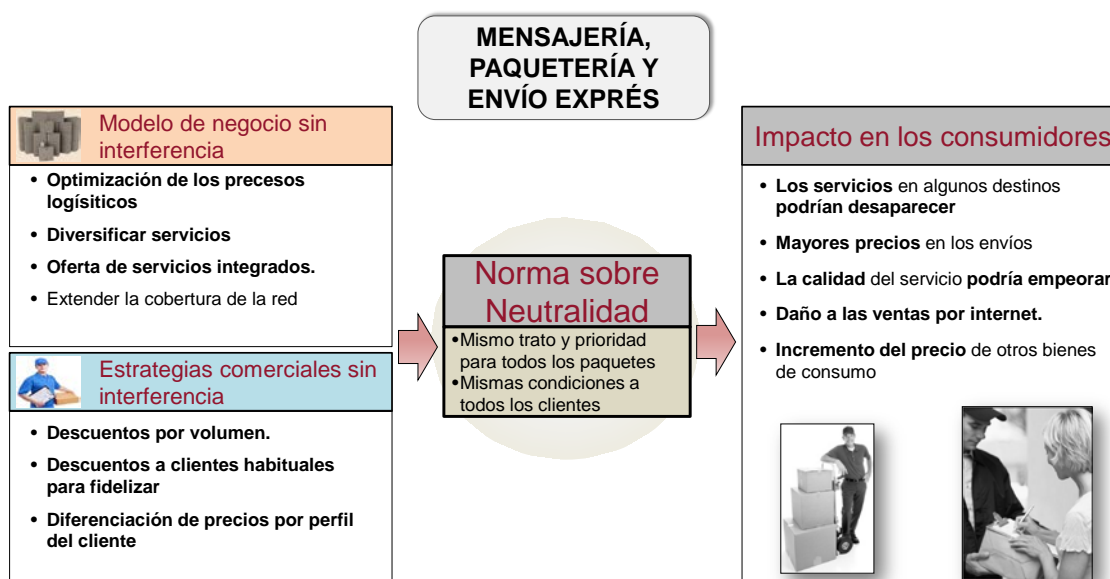 MENSAJERÍA,
PAQUETERÍA Y
ENVÍO EXPRÉS
Modelo de negocio sin
interferencia
• Optimización de los precesos
logísiticos
• Diversificar servicios
• Oferta de servicios integrados.
• Extender la cobertura de la red
Estrategias comerciales sin
interferencia
• Descuentos por volumen.
• Descuentos a clientes habituales
para fidelizar
• Diferenciación de precios por perfil
del cliente
Norma sobre
Neutralidad
•Mismo trato y prioridad
para todos los paquetes
•Mismas condiciones a
todos los clientes
Impacto en los consumidores
• Los servicios en algunos destinos
podrían desaparecer
• Mayores precios en los envíos
• La calidad del servicio podría empeorar
• Daño a las ventas por internet.
• Incremento del precio de otros bienes
de consumo